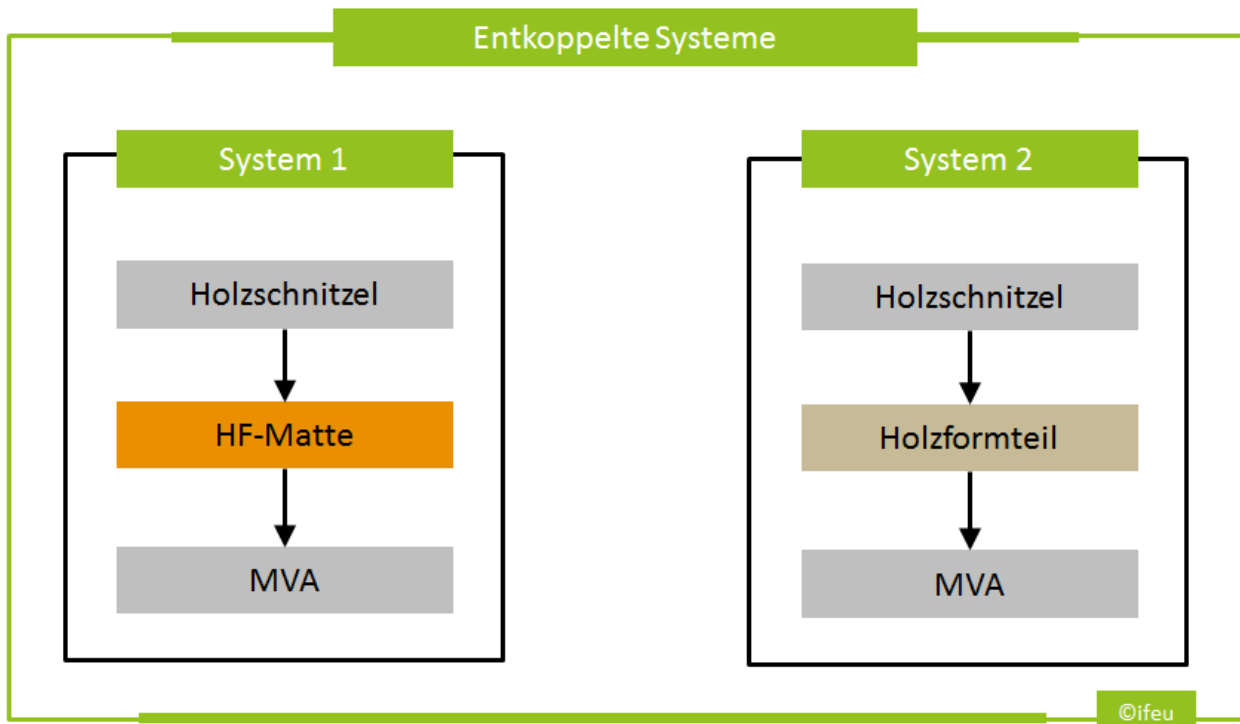 Entkoppelte Systeme
System 1
Holzschnitzel
HF-Matte
MVA
System 2
Holzschnitzel
Holzformteil
MVA
©ifeu